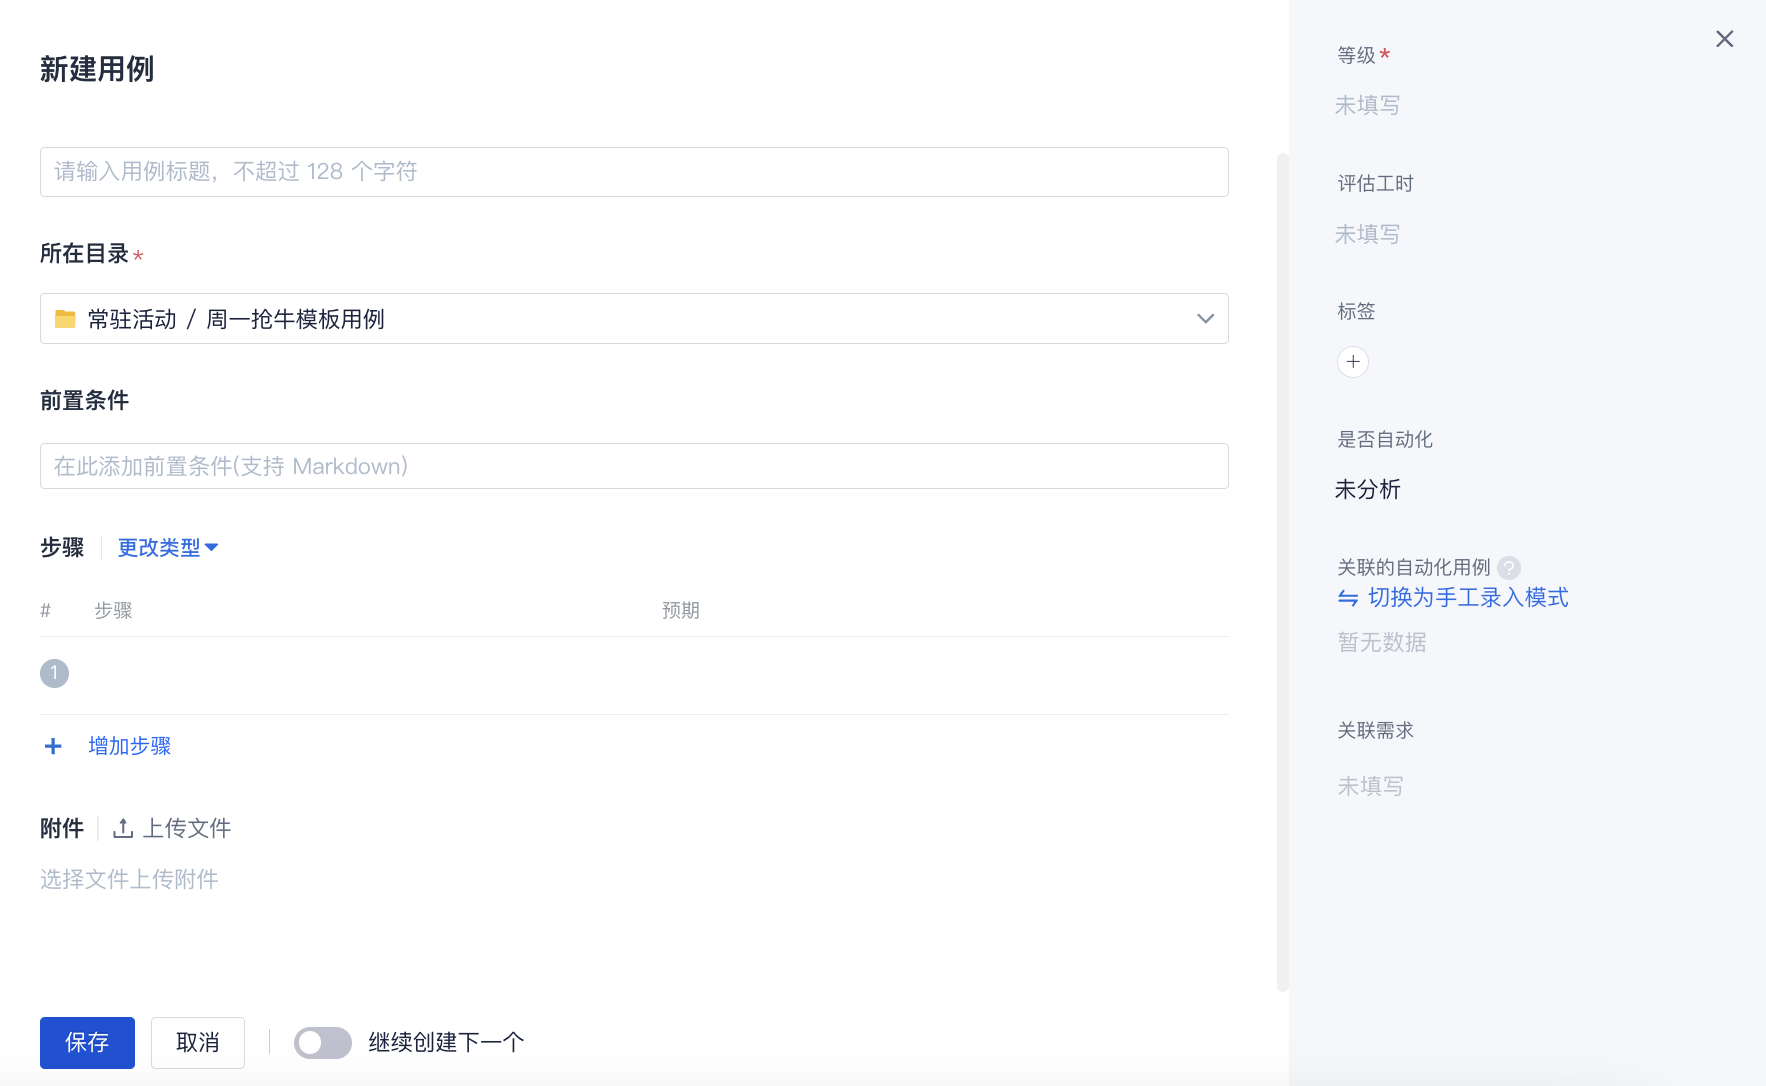 新建用例
请输入用例标题，不超过 128 个字符
所在目录*
常驻活动 / 周一抢牛模板用例
前置条件
在此添加前置条件(支持 Markdown)
步骤 更改类型
# 步骤 预期
1
+ 增加步骤
附件 上传文件
选择文件上传附件
保存 取消 继续创建下一个
等级*
未填写
评估工时
未填写
标签
+
是否自动化
未分析
关联的自动化用例 ?
切换为手工录入模式
暂无数据
关联需求
未填写